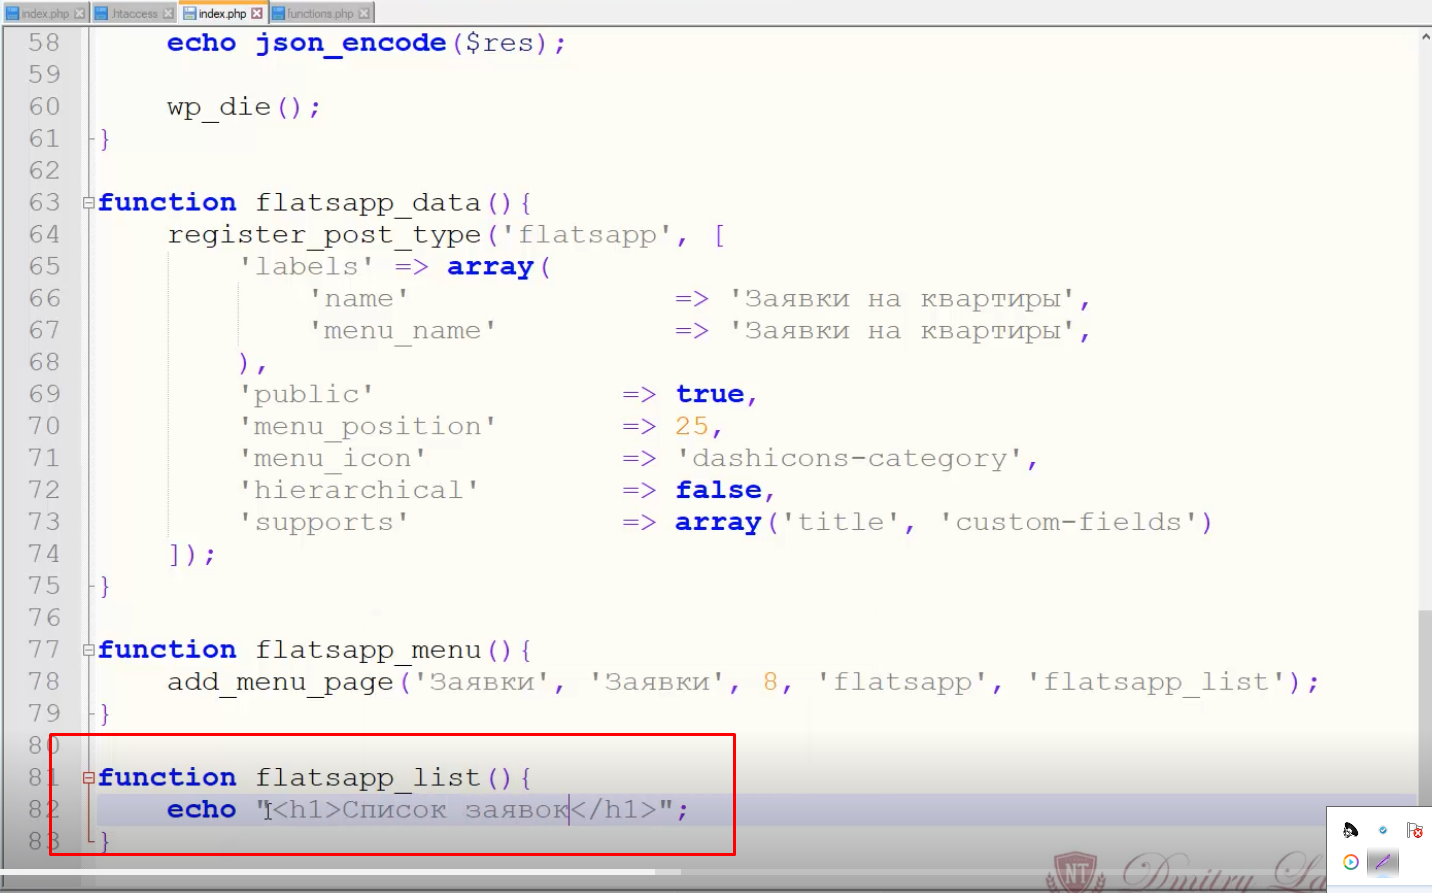 index.php .htaccess index.php functions.php
58 echo json_encode($res);
59
60 wp_die();
61 }
62
63 function flatsapp_data(){
64 register_post_type('flatsapp', [
65 'labels' => array(
66 'name' => 'Заявки на квартиры',
67 'menu_name' => 'Заявки на квартиры',
68 ),
69 'public' => true,
70 'menu_position' => 25,
71 'menu_icon' => 'dashicons-category',
72 'hierarchical' => false,
73 'supports' => array('title', 'custom-fields')
74 ]);
75 }
76
77 function flatsapp_menu(){
78 add_menu_page('Заявки', 'Заявки', 8, 'flatsapp', 'flatsapp_list');
79 }
80
81 function flatsapp_list(){
82 echo "<h1>Список заявок</h1>";
83 }
NT Dmitry La